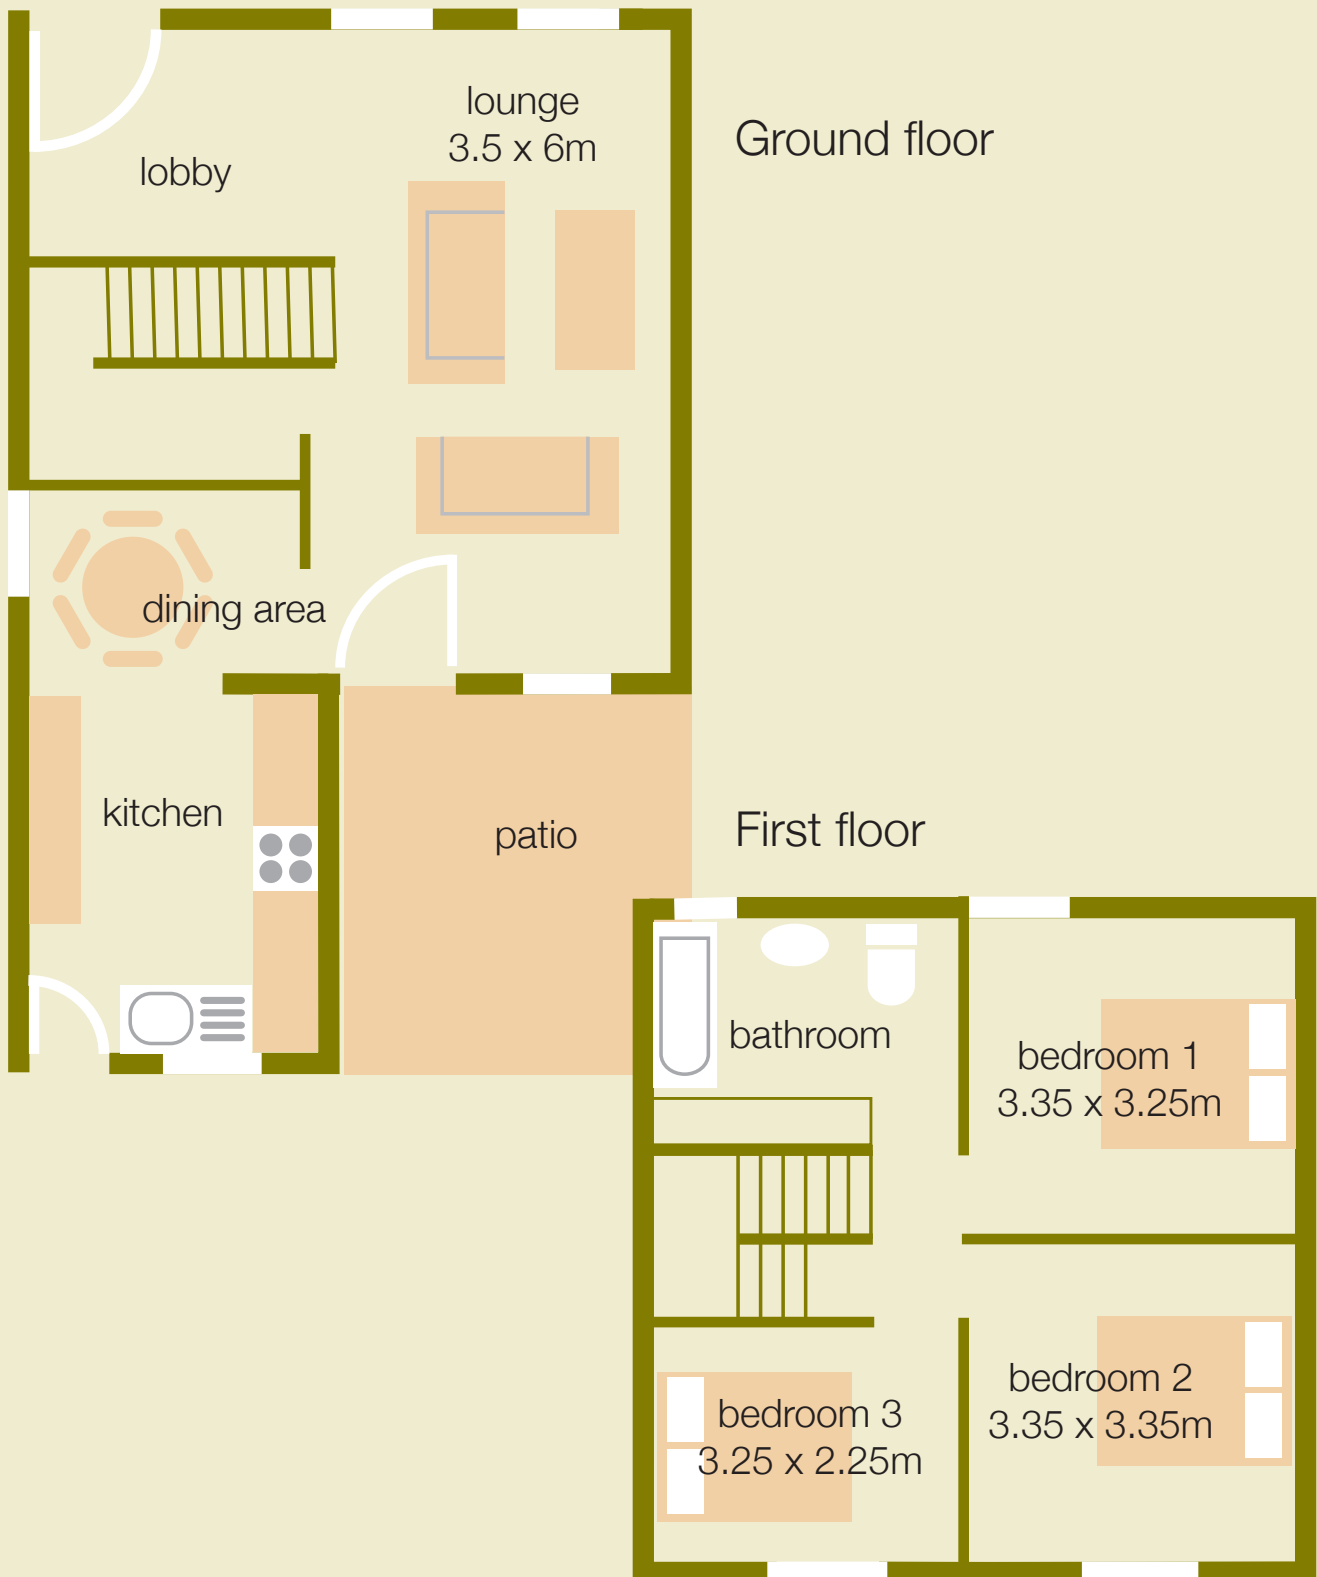 lounge
3.5 x 6m
Ground floor
lobby
dining area
kitchen
patio
First floor
bathroom
bedroom 1
3.35 x 3.25m
bedroom 2
3.35 x 3.35m
bedroom 3
3.25 x 2.25m